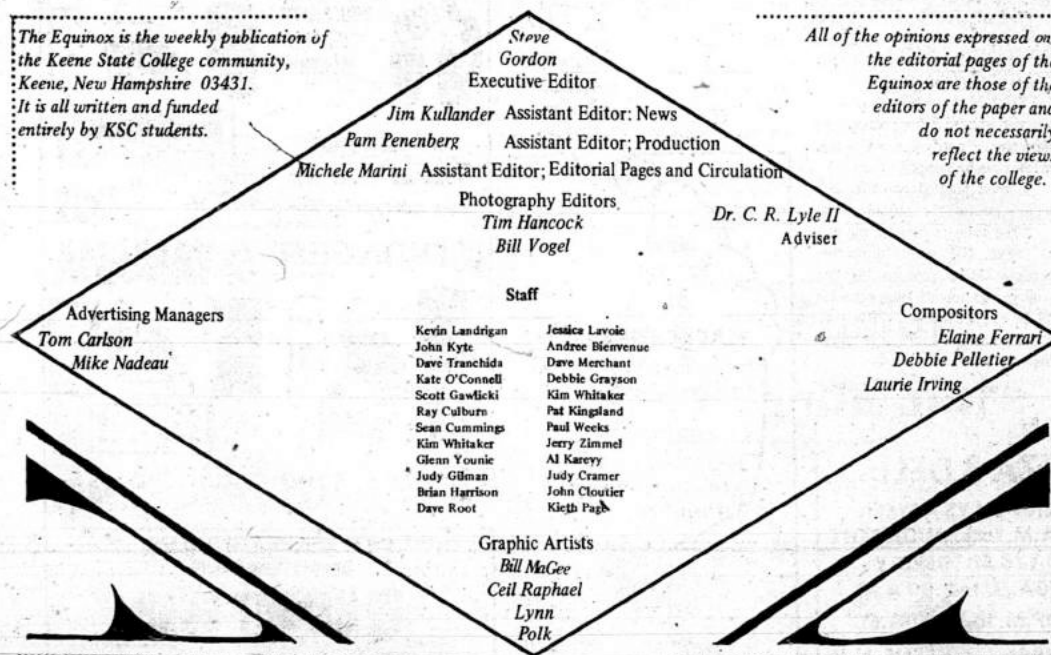 The Equinox is the weekly publication of
the Keene State College community,
Keene, New Hampshire 03431.
It is all written and funded
entirely by KSC students.
All of the opinions expressed on
the editorial pages of the
Equinox are those of the
editors of the paper and
do not necessarily
reflect the view
of the college.
Steve
Gordon
Executive Editor
Jim Kullander Assistant Editor: News
Pam Penenberg Assistant Editor; Production
Michele Marini Assistant Editor; Editorial Pages and Circulation
Photography Editors
Tim Hancock
Bill Vogel
Dr. C. R. Lyle II
Adviser
Advertising Managers
Tom Carlson
Mike Nadeau
Staff
Kevin Landrigan Jessica Lavoie
John Kyte Andree Bienvenue
Dave Tranchida Dave Merchant
Kate O'Connell Debbie Grayson
Scott Gawlicki Kim Whitaker
Ray Culburn Pat Kingsland
Sean Cummings Paul Weeks
Kim Whitaker Jerry Zimmel
Glenn Younie Al Kareyy
Judy Gilman Judy Cramer
Brian Harrison John Cloutier
Dave Root Kieth Page
Compositors
Elaine Ferrari
Debbie Pelletier
Laurie Irving
Graphic Artists
Bill MaGee
Ceil Raphael
Lynn
Polk